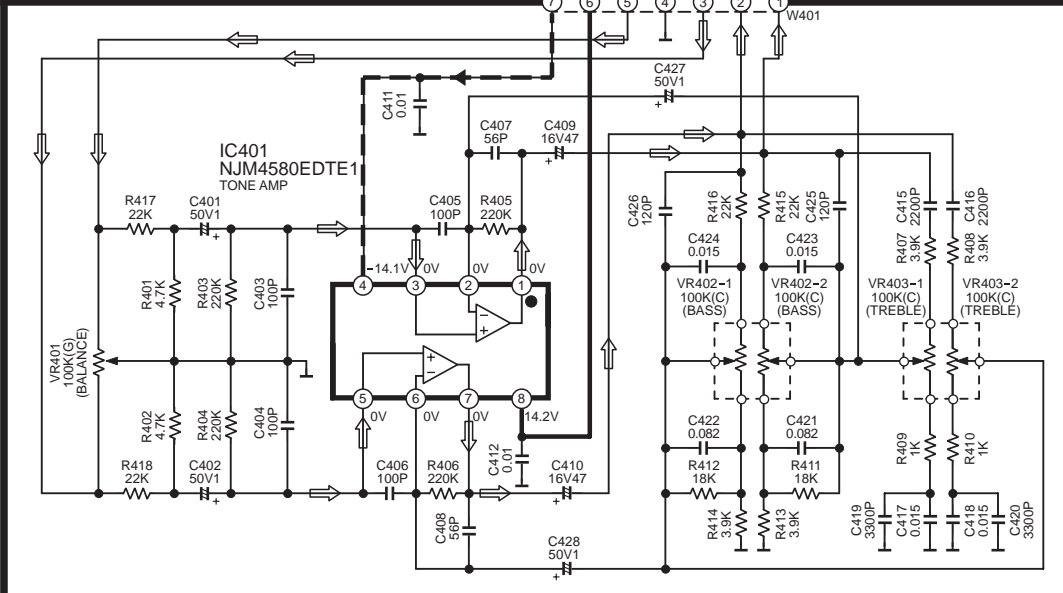 7
6
5
4
3
2
1
W401
C427
50V1
+
C411
0.01
C407
56P
C409
16V47
+
IC401
NJM4580EDTE1
TONE AMP
R417
22K
C401
50V1
+
C405
100P
R405
220K
C426
120P
R416
22K
R415
22K
C425
120P
C415
2200P
C416
2200P
R407
3.9K
R408
3.9K
C424
0.015
C423
0.015
R401
4.7K
R403
220K
C403
100P
-14.1V
0V
0V
0V
4
3
2
1
VR402-1
100K(C)
(BASS)
VR402-2
100K(C)
(BASS)
VR403-1
100K(C)
(TREBLE)
VR403-2
100K(C)
(TREBLE)
-
+
+
-
VR401
100K(G)
(BALANCE)
5
6
7
8
0V
0V
0V
14.2V
R402
4.7K
R404
220K
C404
100P
C422
0.082
C421
0.082
R409
1K
R410
1K
R418
22K
C402
50V1
+
C406
100P
R406
220K
C412
0.01
C410
16V47
+
R412
18K
R411
18K
C408
56P
R414
3.9K
R413
3.9K
C419
3300P
C417
0.015
C418
0.015
C420
3300P
C428
50V1
+